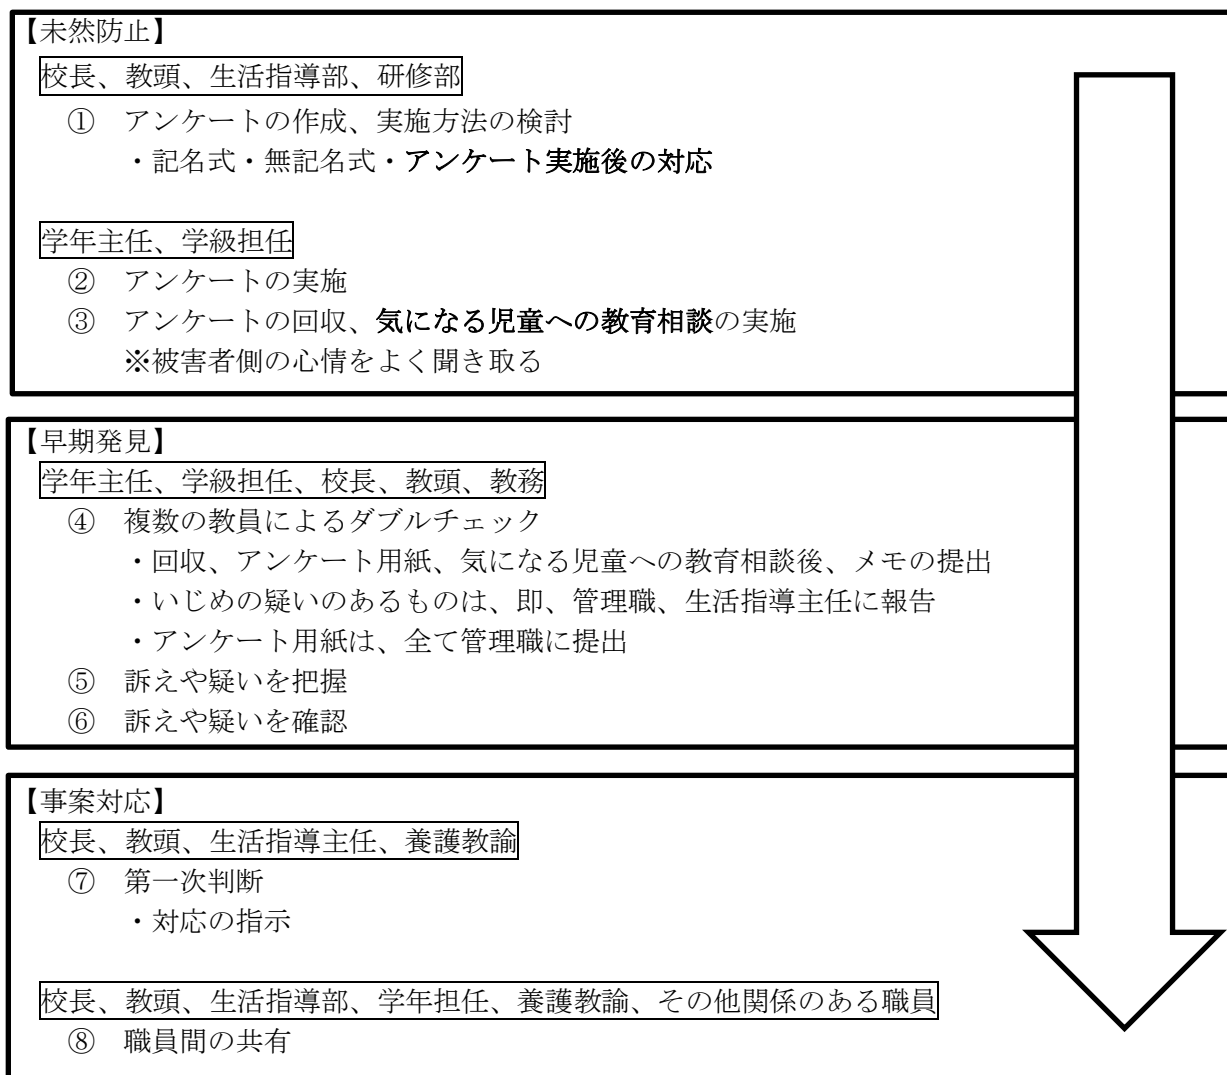 【未然防止】
校長、教頭、生活指導部、研修部
① アンケートの作成、実施方法の検討
・記名式・無記名式・アンケート実施後の対応
学年主任、学級担任
② アンケートの実施
③ アンケートの回収、気になる児童への教育相談の実施
※被害者側の心情をよく聞き取る
【早期発見】
学年主任、学級担任、校長、教頭、教務
④ 複数の教員によるダブルチェック
・回収、アンケート用紙、気になる児童への教育相談後、メモの提出
・いじめの疑いのあるものは、即、管理職、生活指導主任に報告
・アンケート用紙は、全て管理職に提出
⑤ 訴えや疑いを把握
⑥ 訴えや疑いを確認
【事案対応】
校長、教頭、生活指導主任、養護教諭
⑦ 第一次判断
・対応の指示
校長、教頭、生活指導部、学年担任、養護教諭、その他関係のある職員
⑧ 職員間の共有